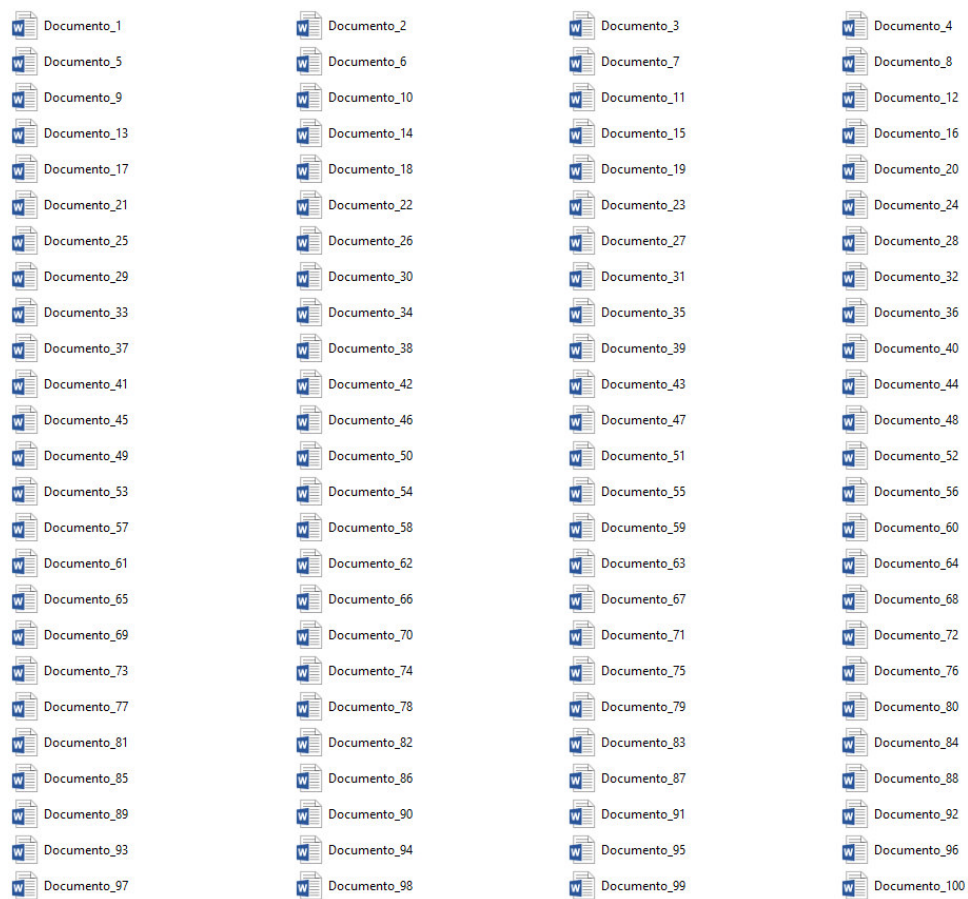 Documento_1 Documento_2 Documento_3 Documento_4
Documento_5 Documento_6 Documento_7 Documento_8
Documento_9 Documento_10 Documento_11 Documento_12
Documento_13 Documento_14 Documento_15 Documento_16
Documento_17 Documento_18 Documento_19 Documento_20
Documento_21 Documento_22 Documento_23 Documento_24
Documento_25 Documento_26 Documento_27 Documento_28
Documento_29 Documento_30 Documento_31 Documento_32
Documento_33 Documento_34 Documento_35 Documento_36
Documento_37 Documento_38 Documento_39 Documento_40
Documento_41 Documento_42 Documento_43 Documento_44
Documento_45 Documento_46 Documento_47 Documento_48
Documento_49 Documento_50 Documento_51 Documento_52
Documento_53 Documento_54 Documento_55 Documento_56
Documento_57 Documento_58 Documento_59 Documento_60
Documento_61 Documento_62 Documento_63 Documento_64
Documento_65 Documento_66 Documento_67 Documento_68
Documento_69 Documento_70 Documento_71 Documento_72
Documento_73 Documento_74 Documento_75 Documento_76
Documento_77 Documento_78 Documento_79 Documento_80
Documento_81 Documento_82 Documento_83 Documento_84
Documento_85 Documento_86 Documento_87 Documento_88
Documento_89 Documento_90 Documento_91 Documento_92
Documento_93 Documento_94 Documento_95 Documento_96
Documento_97 Documento_98 Documento_99 Documento_100